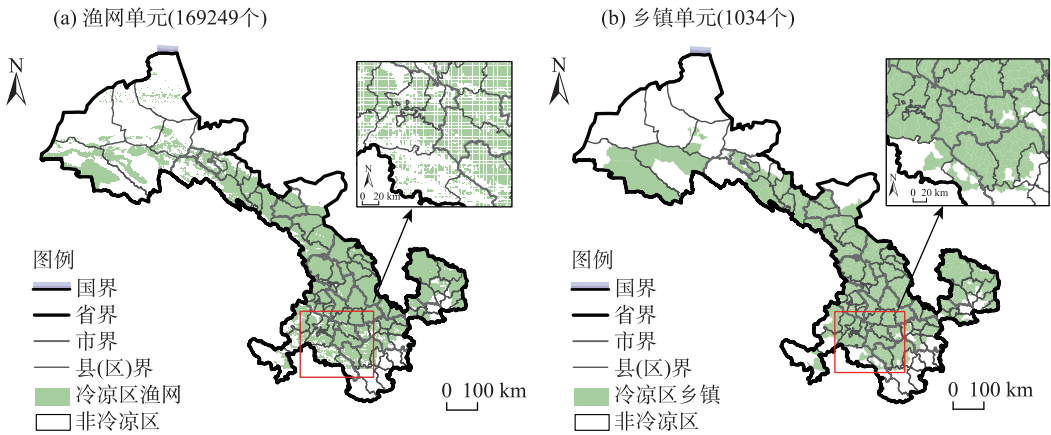 (a) 渔网单元(169249个)
N
N
0 20 km
图例
国界
省界
市界
县(区)界
冷凉区渔网
非冷凉区
0 100 km
(b) 乡镇单元(1034个)
N
N
0 20 km
图例
国界
省界
市界
县(区)界
冷凉区乡镇
非冷凉区
0 100 km